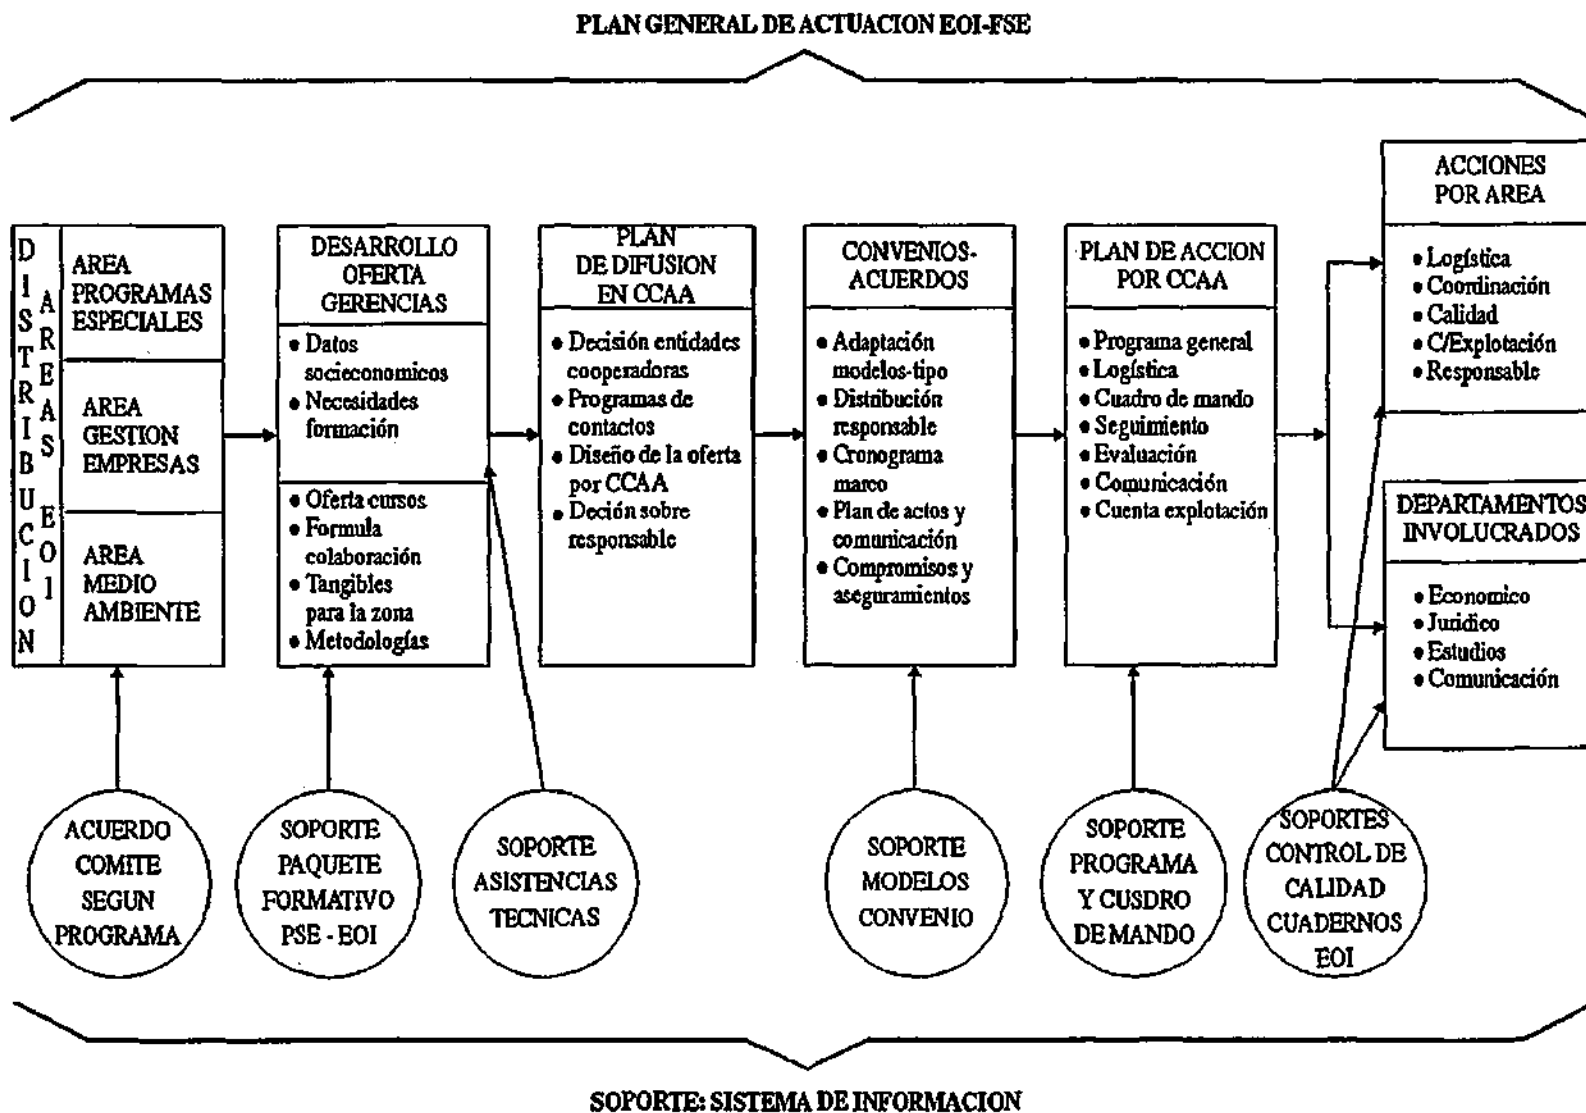 PLAN GENERAL DE ACTUACION EOI-FSE
DISTRIBUCION
AREAS EOI
AREA
PROGRAMAS
ESPECIALES
AREA
GESTION
EMPRESAS
AREA
MEDIO
AMBIENTE
DESARROLLO
OFERTA
GERENCIAS
• Datos
socieconomicos
• Necesidades
formación
• Oferta cursos
• Formula
colaboración
• Tangibles
para la zona
• Metodologías
PLAN
DE DIFUSION
EN CCAA
• Decisión entidades
cooperadoras
• Programas de
contactos
• Diseño de la oferta
por CCAA
• Deción sobre
responsable
CONVENIOS-
ACUERDOS
• Adaptación
modelos-tipo
• Distribución
responsable
• Cronograma
marco
• Plan de actos y
comunicación
• Compromisos y
aseguramientos
PLAN DE ACCION
POR CCAA
• Programa general
• Logística
• Cuadro de mando
• Seguimiento
• Evaluación
• Comunicación
• Cuenta explotación
ACCIONES
POR AREA
• Logística
• Coordinación
• Calidad
• C/Explotación
• Responsable
DEPARTAMENTOS
INVOLUCRADOS
• Economico
• Juridico
• Estudios
• Comunicación
ACUERDO
COMITE
SEGUN
PROGRAMA
SOPORTE
PAQUETE
FORMATIVO
PSE - EOI
SOPORTE
ASISTENCIAS
TECNICAS
SOPORTE
MODELOS
CONVENIO
SOPORTE
PROGRAMA
Y CUSDRO
DE MANDO
SOPORTES
CONTROL DE
CALIDAD
CUADERNOS
EOI
SOPORTE: SISTEMA DE INFORMACION